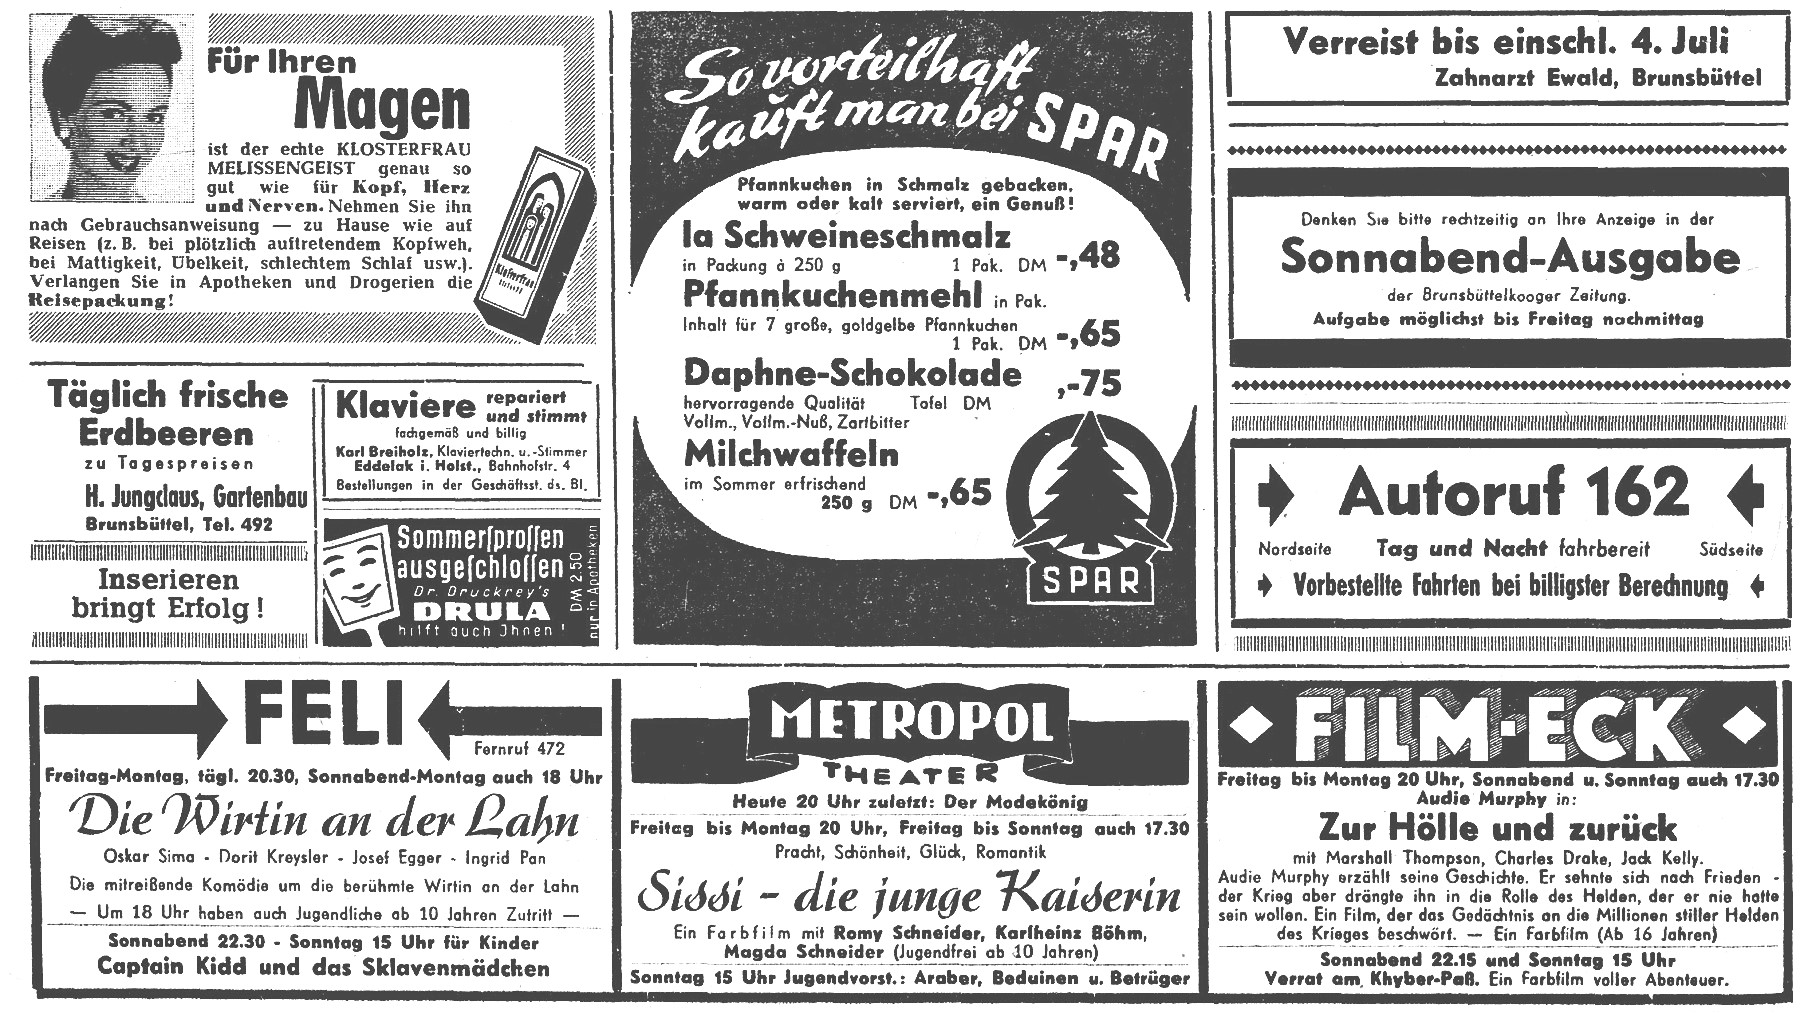 Für Ihren
Magen
ist der echte KLOSTERFRAU
MELISSENGEIST genau so
gut wie für Kopf, Herz
und Nerven. Nehmen Sie ihn
nach Gebrauchsanweisung — zu Hause wie auf
Reisen (z. B. bei plötzlich auftretendem Kopfweh,
bei Mattigkeit, Übelkeit, schlechtem Schlaf usw.).
Verlangen Sie in Apotheken und Drogerien die
Reisepackung!
Klosterfrau
Täglich frische
Erdbeeren
zu Tagespreisen
H. Jungclaus, Gartenbau
Brunsbüttel, Tel. 492
Inserieren
bringt Erfolg!
Klaviere repariert
und stimmt
fachgemäß und billig
Karl Breiholz, Klaviertechn. u.-Stimmer
Eddelak i. Holst., Bahnhofstr. 4
Bestellungen in der Geschäftsst. ds. Bl.
Sommersprossen
ausgeschlossen
Dr. Druckrey's
DRULA
hilft auch Ihnen!
DM 2.50
nur in Apotheken
So vorteilhaft
kauft man bei SPAR
Pfannkuchen in Schmalz gebacken,
warm oder kalt serviert, ein Genuß!
Ia Schweineschmalz
in Packung á 250 g 1 Pak. DM -,48
Pfannkuchenmehl in Pak.
Inhalt für 7 große, goldgelbe Pfannkuchen
1 Pak. DM -,65
Daphne-Schokolade ,-75
hervorragende Qualität Tafel DM
Vollm., Vollm.-Nuß, Zartbitter
Milchwaffeln
im Sommer erfrischend
250 g DM -,65
SPAR
Verreist bis einschl. 4. Juli
Zahnarzt Ewald, Brunsbüttel
Denken Sie bitte rechtzeitig an Ihre Anzeige in der
Sonnabend-Ausgabe
der Brunsbüttelkooger Zeitung.
Aufgabe möglichst bis Freitag nachmittag
Autoruf 162
Nordseite Tag und Nacht fahrbereit Südseite
Vorbestellte Fahrten bei billigster Berechnung
FELI
Fernruf 472
Freitag-Montag, tägl. 20.30, Sonnabend-Montag auch 18 Uhr
Die Wirtin an der Lahn
Oskar Sima - Dorit Kreysler - Josef Egger - Ingrid Pan
Die mitreißende Komödie um die berühmte Wirtin an der Lahn
— Um 18 Uhr haben auch Jugendliche ab 10 Jahren Zutritt —
Sonnabend 22.30 - Sonntag 15 Uhr für Kinder
Captain Kidd und das Sklavenmädchen
METROPOL
THEATER
Heute 20 Uhr zuletzt: Der Modekönig
Freitag bis Montag 20 Uhr, Freitag bis Sonntag auch 17.30
Pracht, Schönheit, Glück, Romantik
Sissi - die junge Kaiserin
Ein Farbfilm mit Romy Schneider, Karlheinz Böhm,
Magda Schneider (Jugendfrei ab 10 Jahren)
Sonntag 15 Uhr Jugendvorst.: Araber, Beduinen u. Betrüger
FILM-ECK
Freitag bis Montag 20 Uhr, Sonnabend u. Sonntag auch 17.30
Audie Murphy in:
Zur Hölle und zurück
mit Marshall Thompson, Charles Drake, Jack Kelly.
Audie Murphy erzählt seine Geschichte. Er sehnte sich nach Frieden -
der Krieg aber drängte ihn in die Rolle des Helden, der er nie hatte
sein wollen. Ein Film, der das Gedächtnis an die Millionen stiller Helden
des Krieges beschwört. — Ein Farbfilm (Ab 16 Jahren)
Sonnabend 22.15 und Sonntag 15 Uhr
Verrat am Khyber-Paß. Ein Farbfilm voller Abenteuer.